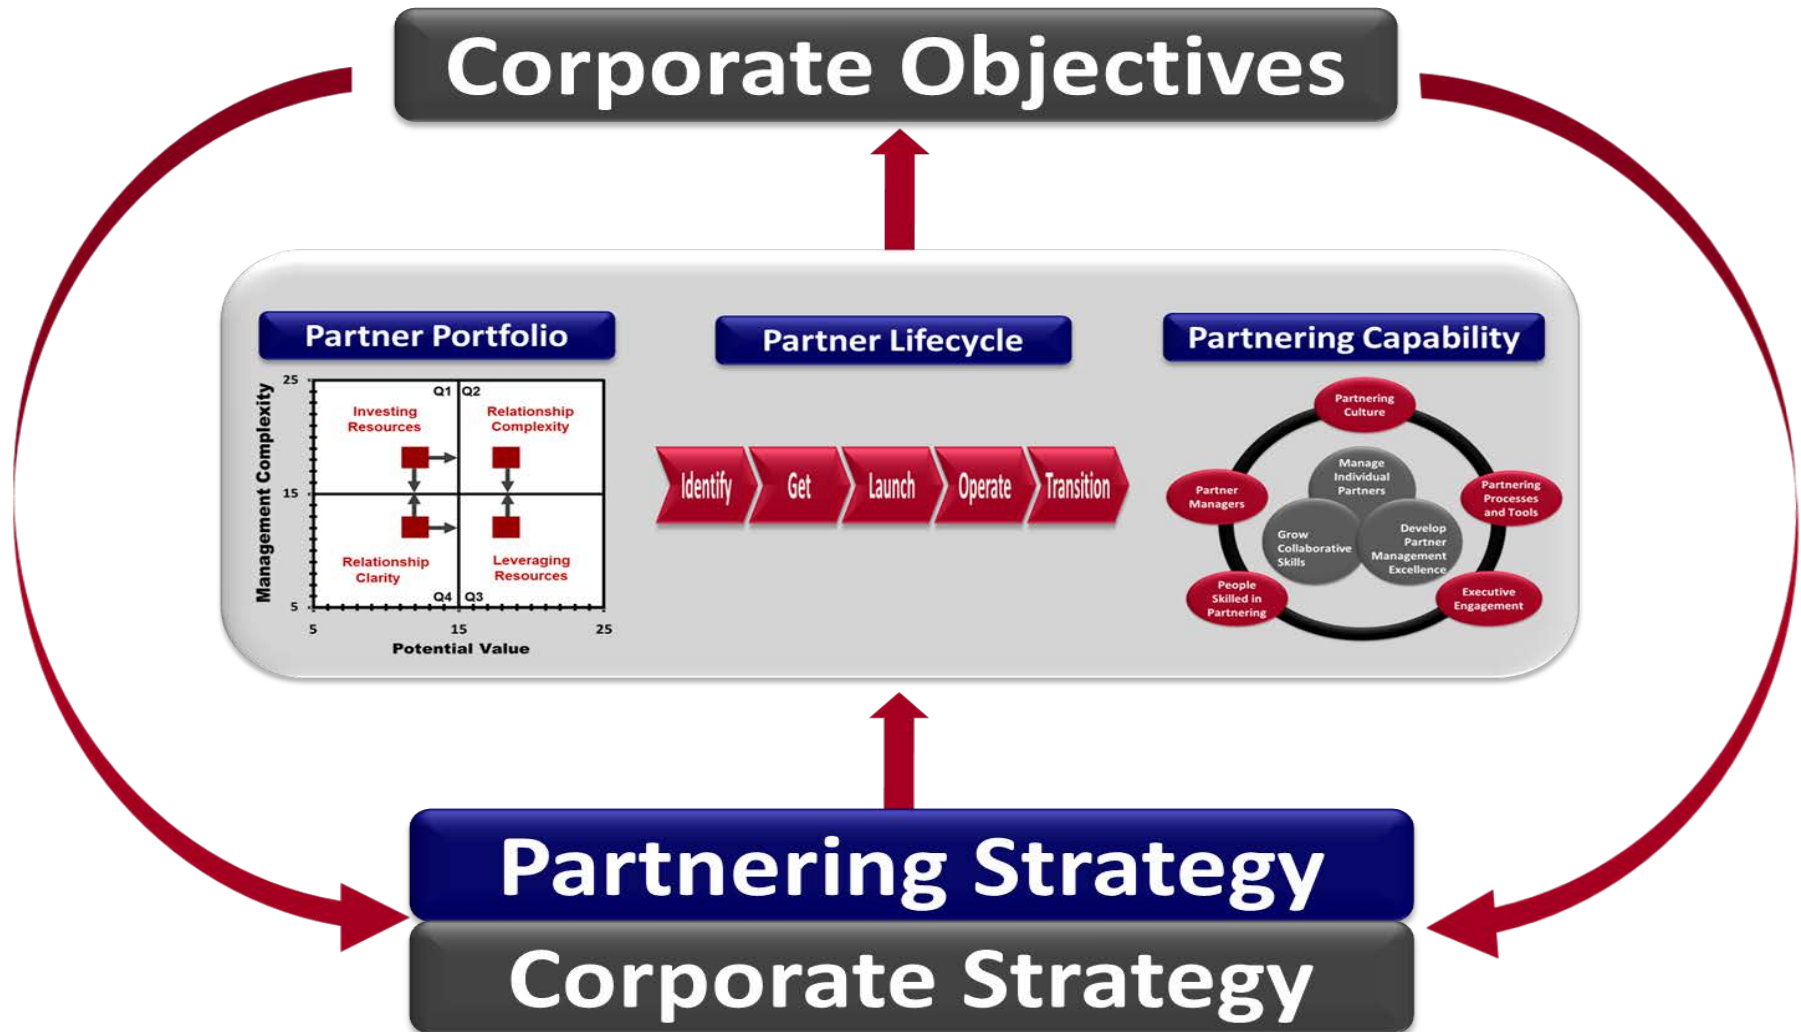 Corporate Objectives
Partner Portfolio
Management Complexity
25
15
5
5
15
25
Potential Value
Q1
Q2
Investing
Resources
Relationship
Complexity
Relationship
Clarity
Leveraging
Resources
Q4
Q3
Partner Lifecycle
Identify
Get
Launch
Operate
Transition
Partnering Capability
Partnering
Culture
Partner
Managers
Manage
Individual
Partners
Partnering
Processes
and Tools
Grow
Collaborative
Skills
Develop
Partner
Management
Excellence
People
Skilled in
Partnering
Executive
Engagement
Partnering Strategy
Corporate Strategy